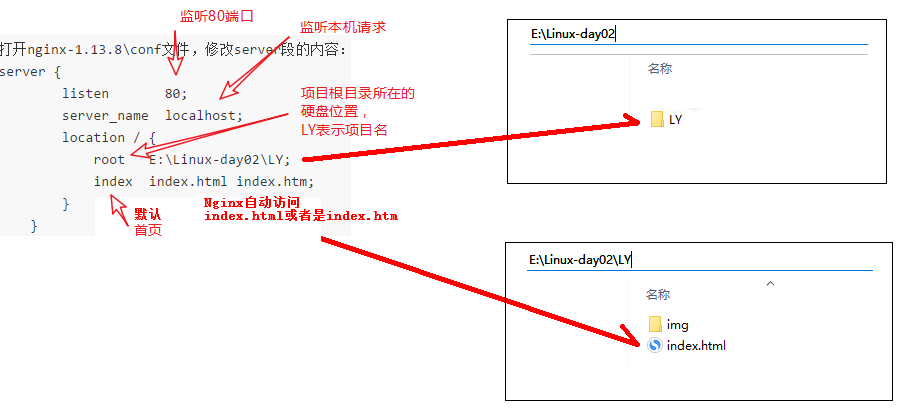 监听80端口
监听本机请求
打开nginx-1.13.8\conf文件，修改server段的内容：
server {
listen 80;
server_name localhost;
location / {
root E:\Linux-day02\LY;
index index.html index.htm;
}
}
项目根目录所在的
硬盘位置，
LY表示项目名
默认
首页
Nginx自动访问
index.html或者是index.htm
E:\Linux-day02
名称
LY
E:\Linux-day02\LY
名称
img
index.html